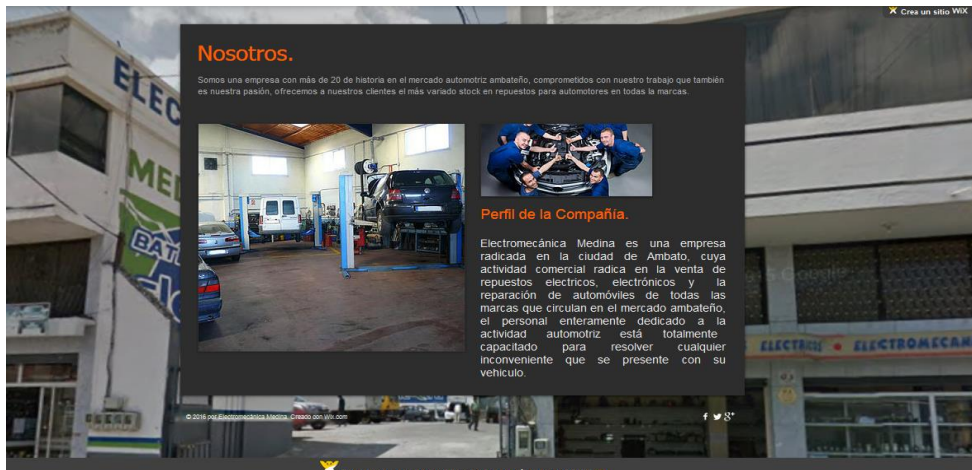 Crea un sitio WiX
Nosotros.
Somos una empresa con más de 20 de historia en el mercado automotriz ambateño, comprometidos con nuestro trabajo que también
es nuestra pasión, ofrecemos a nuestros clientes el más variado stock en repuestos para automotores en todas la marcas.
Perfil de la Compañía.
Electromecánica Medina es una empresa
radicada en la ciudad de Ambato, cuya
actividad comercial radica en la venta de
repuestos electricos, electrónicos y la
reparación de automóviles de todas las
marcas que circulan en el mercado ambateño,
el personal enteramente dedicado a la
actividad automotriz está totalmente
capacitado para resolver cualquier
inconveniente que se presente con su
vehiculo.
ELEC
ME
BAT
ELECTROMECAN
© 2016 por Electromecánica Medina. Creado con Wix.com